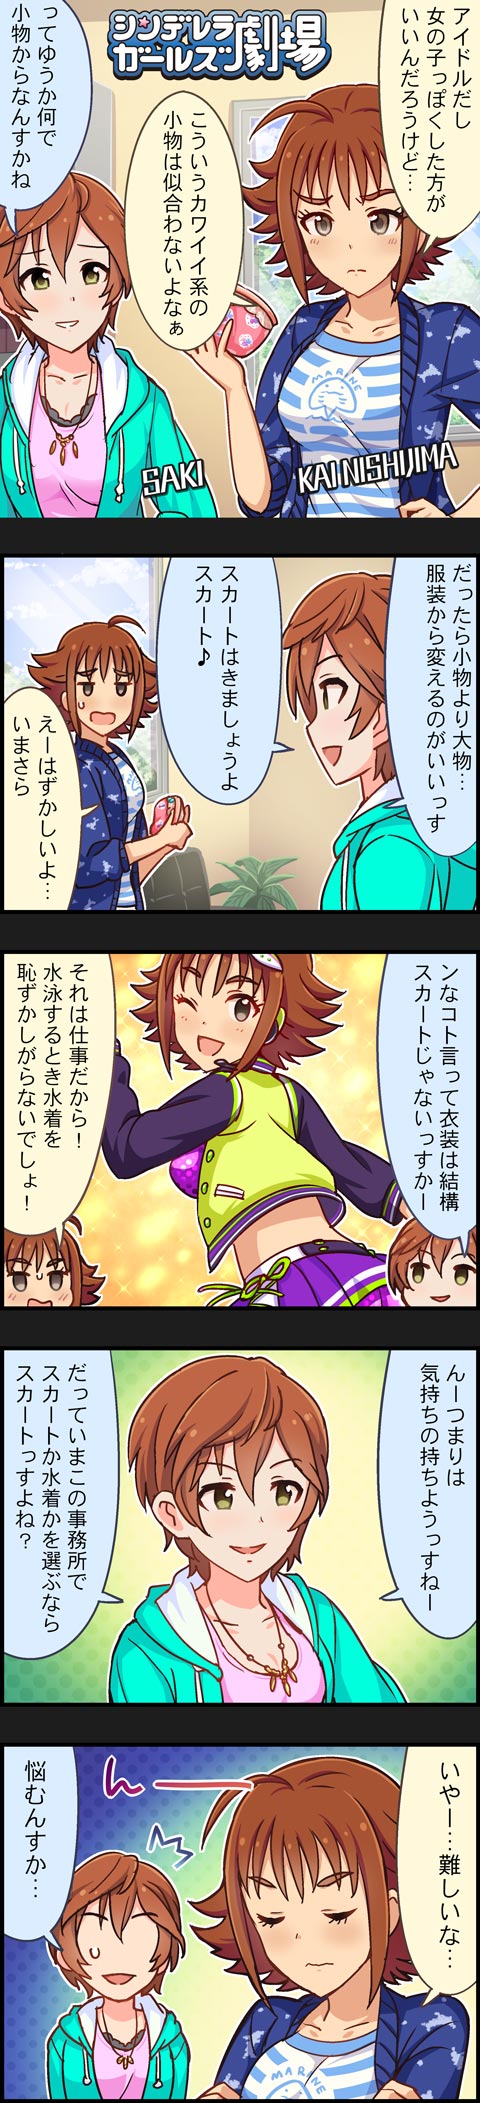 シンデレラ
ガールズ劇場
アイドルだし
女の子っぽくした方が
いいんだろうけど…
こういうカワイイ系の
小物は似合わないよなぁ
ってゆうか何で
小物からなんすかね
MARINE
SAKI
KAI NISHIJIMA
だったら小物より大物…
服装から変えるのがいいっす
スカートはきましょうよ
スカート♪
えーはずかしいよ…
いまさら
ンなコト言って衣装は結構
スカートじゃないっすかー
それは仕事だから！
水泳するとき水着を
恥ずかしがらないでしょ！
んーつまりは
気持ちの持ちようっすねー
だっていまこの事務所で
スカートか水着かを選ぶなら
スカートっすよね？
いやー…難しいな…
んー
悩むんすか…
MARINE